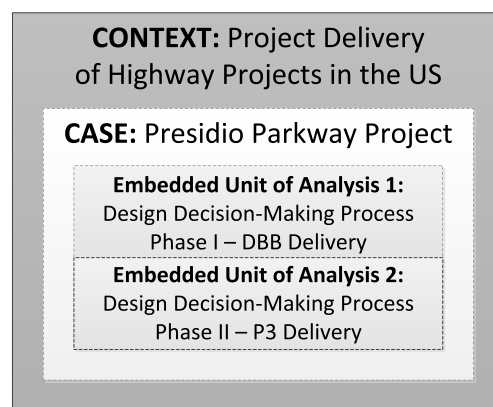 CONTEXT: Project Delivery
of Highway Projects in the US
CASE: Presidio Parkway Project
Embedded Unit of Analysis 1:
Design Decision-Making Process
Phase I – DBB Delivery
Embedded Unit of Analysis 2:
Design Decision-Making Process
Phase II – P3 Delivery